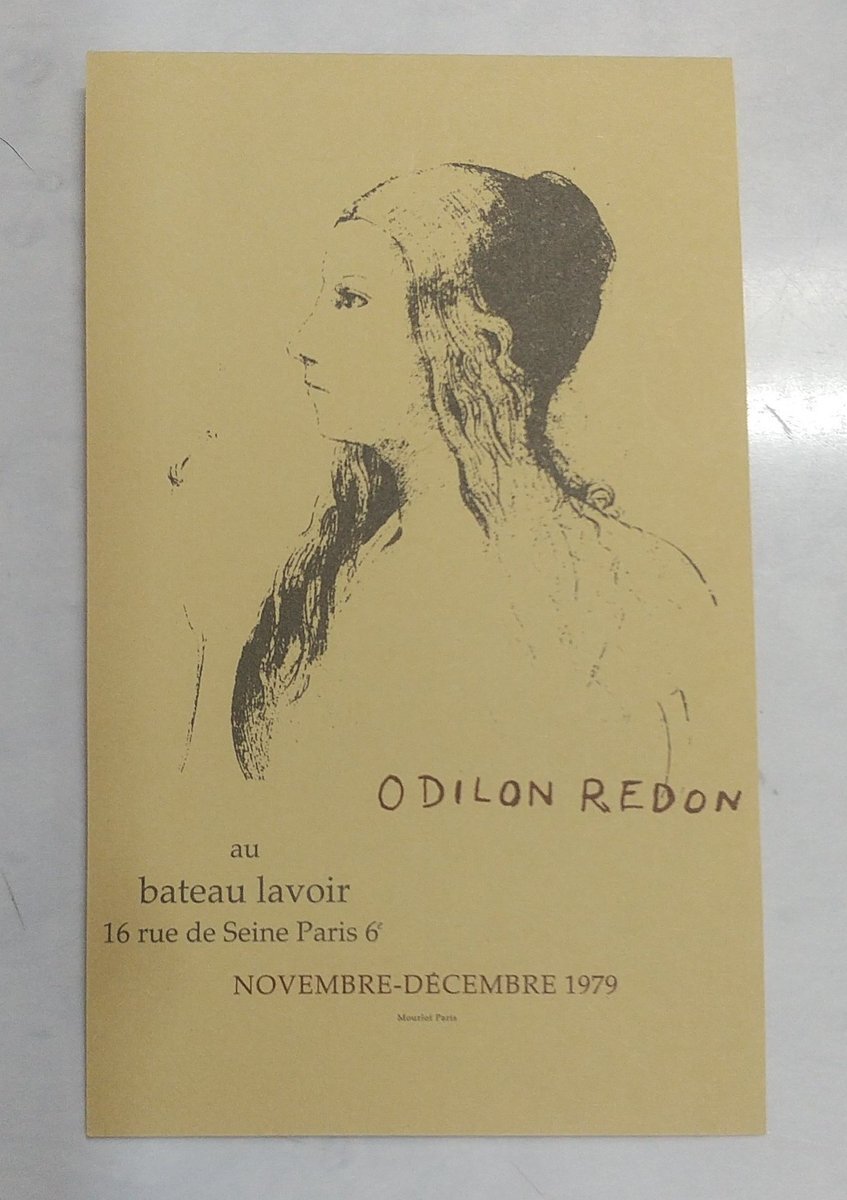 ODILON REDON
au
bateau lavoir
16 rue de Seine Paris 6e
NOVEMBRE-DÉCEMBRE 1979
Mourlot Paris